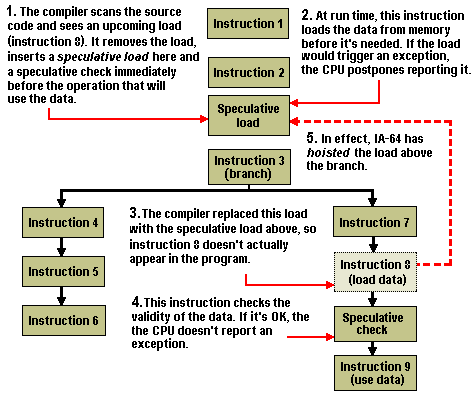 1. The compiler scans the source
code and sees an upcoming load
(instruction 8). It removes the load,
inserts a speculative load here and
a speculative check immediately
before the operation that will
use the data.
Instruction 1
Instruction 2
Speculative
load
2. At run time, this instruction
loads the data from memory
before it's needed. If the load
would trigger an exception,
the CPU postpones reporting it.
5. In effect, IA-64 has
hoisted the load above
the branch.
Instruction 3
(branch)
Instruction 4
Instruction 5
Instruction 6
3. The compiler replaced this load
with the speculative load above, so
instruction 8 doesn't actually
appear in the program.
4. This instruction checks the
validity of the data. If it's OK, the
the CPU doesn't report an
exception.
Instruction 7
Instruction 8
(load data)
Speculative
check
Instruction 9
(use data)